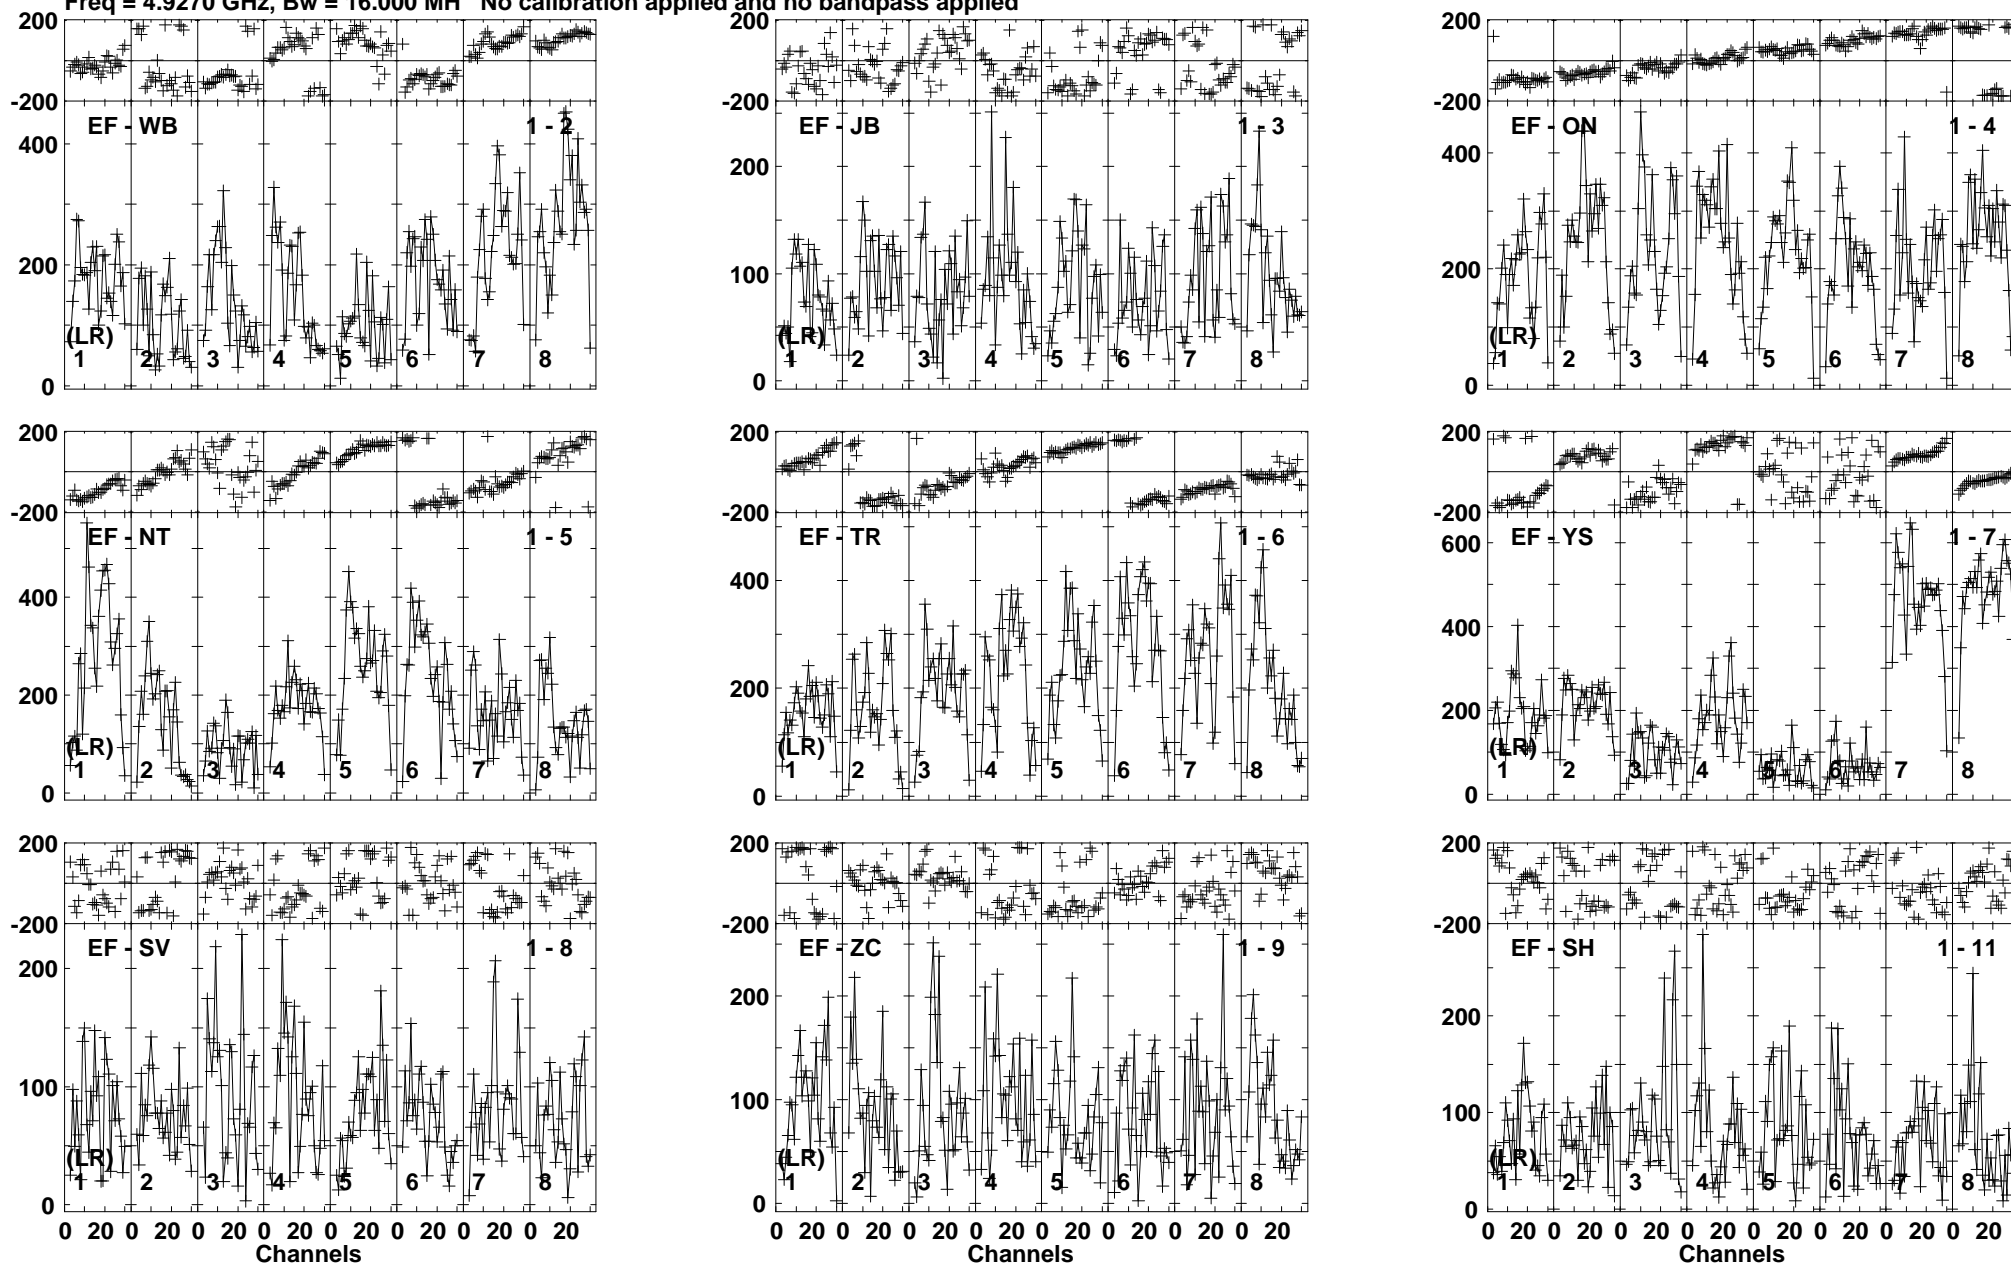 Freq = 4.9270 GHz, Bw = 16.000 MH No calibration applied and no bandpass applied
200 200 200
-200 -200 -200
EF - WB 1 - 2 EF - JB 1 - 3 EF - ON 1 - 4
400 200 400
200 100 200
(LR) (LR) (LR)
1 2 3 4 5 6 7 8 1 2 3 4 5 6 7 8 1 2 3 4 5 6 7 8
0 0 0
200 200 200
-200 -200 -200
EF - NT 1 - 5 EF - TR 1 - 6 EF - YS 1 - 7
600
400 400 400
200 200 200
(LR) (LR) (LR)
1 2 3 4 5 6 7 8 1 2 3 4 5 6 7 8 1 2 3 4 5 6 7 8
0 0 0
200 200 200
-200 -200 -200
EF - SV 1 - 8 EF - ZC 1 - 9 EF - SH 1 - 11
200 200 200
100 100 100
(LR) (LR) (LR)
1 2 3 4 5 6 7 8 1 2 3 4 5 6 7 8 1 2 3 4 5 6 7 8
0 0 0
0 20 0 20 0 20 0 20 0 20 0 20 0 20 0 20 0 20 0 20 0 20 0 20 0 20 0 20 0 20 0 20 0 20 0 20 0 20 0 20 0 20 0 20 0 20 0 20
Channels Channels Channels